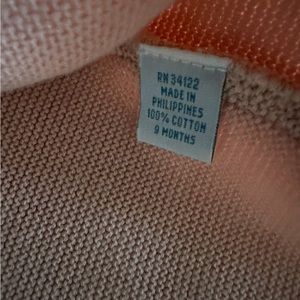 RN 34122
MADE IN
PHILIPPINES
100% COTTON
9 MONTHS